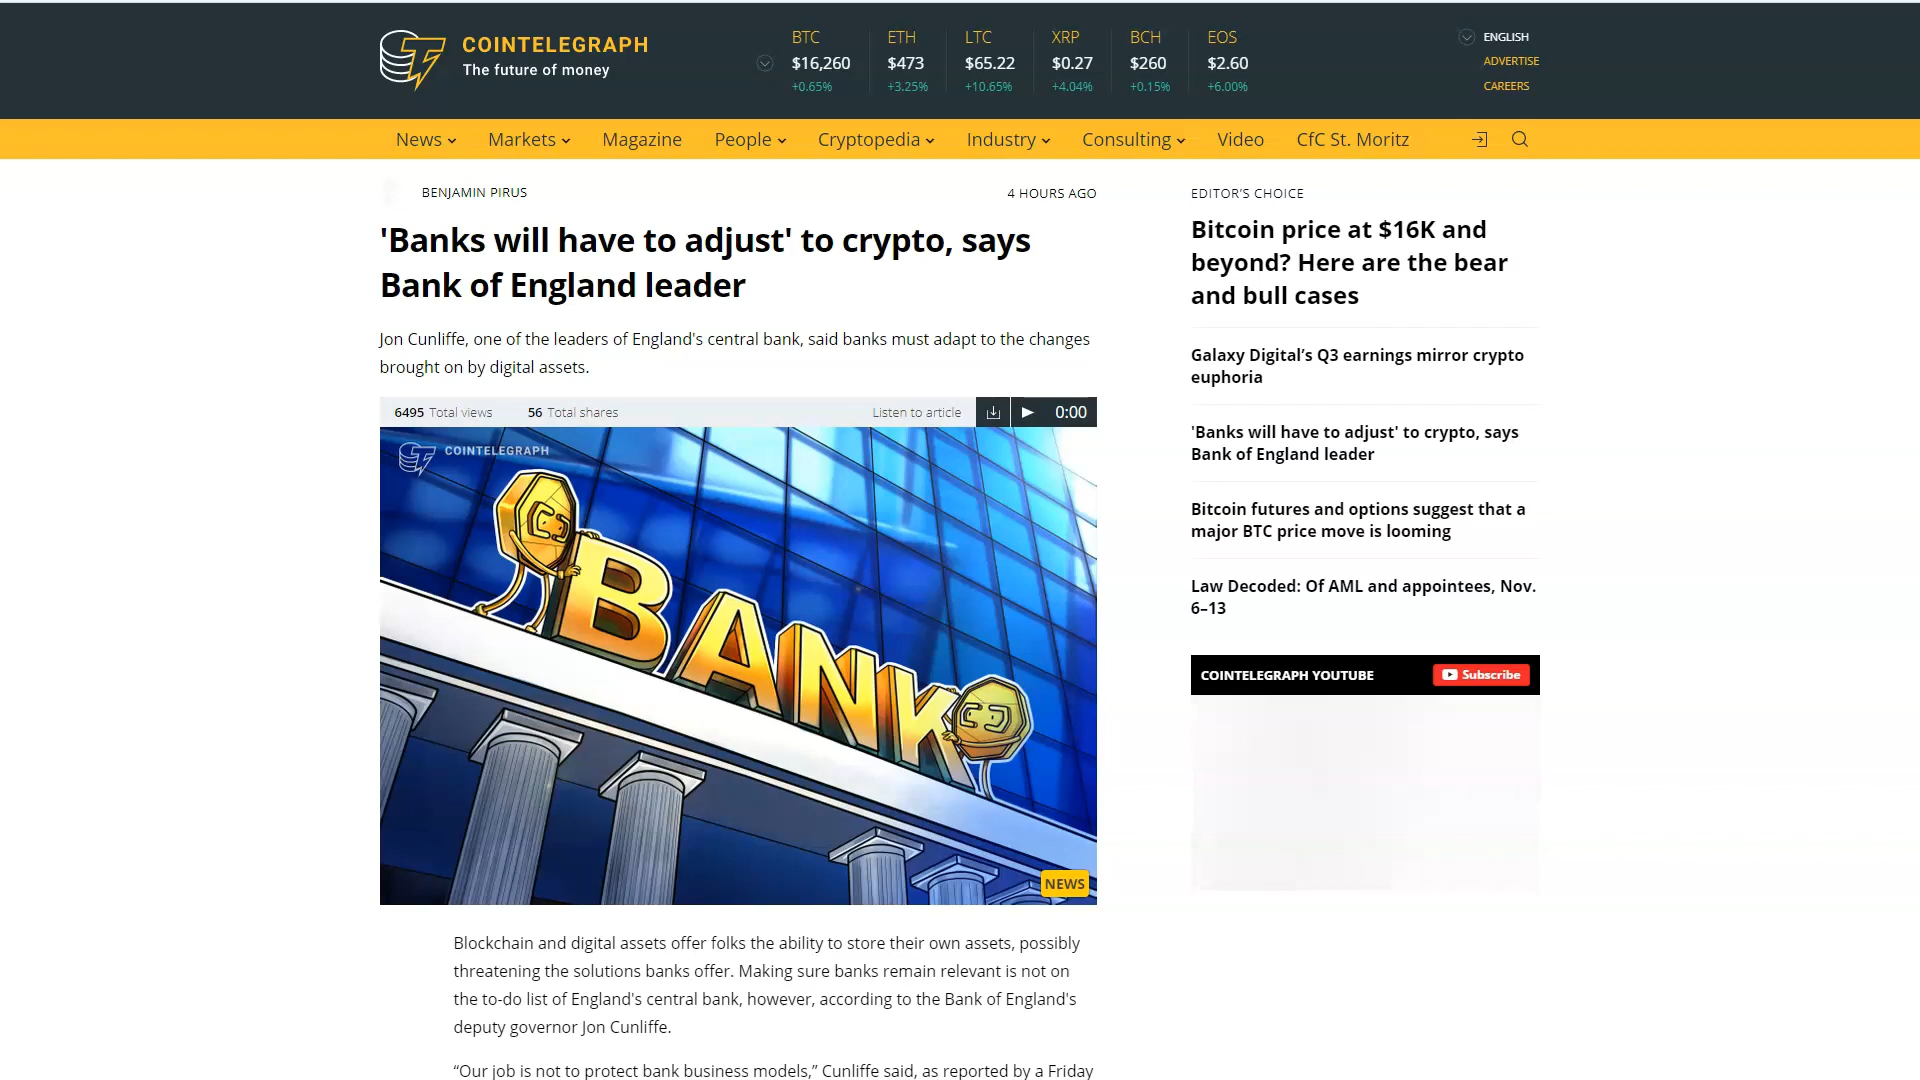 COINTELEGRAPH
The future of money
BTC
$16,260
+0.65%
ETH
$473
+3.25%
LTC
$65.22
+10.65%
XRP
$0.27
+4.04%
BCH
$260
+0.15%
EOS
$2.60
+6.00%
ENGLISH
ADVERTISE
CAREERS
News Markets Magazine People Cryptopedia Industry Consulting Video CfC St. Moritz
BENJAMIN PIRUS
4 HOURS AGO
'Banks will have to adjust' to crypto, says
Bank of England leader
Jon Cunliffe, one of the leaders of England's central bank, said banks must adapt to the changes
brought on by digital assets.
6495 Total views 56 Total shares Listen to article 0:00
COINTELEGRAPH
BANK
NEWS
Blockchain and digital assets offer folks the ability to store their own assets, possibly
threatening the solutions banks offer. Making sure banks remain relevant is not on
the to-do list of England's central bank, however, according to the Bank of England's
deputy governor Jon Cunliffe.
“Our job is not to protect bank business models,” Cunliffe said, as reported by a Friday
EDITOR’S CHOICE
Bitcoin price at $16K and
beyond? Here are the bear
and bull cases
Galaxy Digital’s Q3 earnings mirror crypto
euphoria
'Banks will have to adjust' to crypto, says
Bank of England leader
Bitcoin futures and options suggest that a
major BTC price move is looming
Law Decoded: Of AML and appointees, Nov.
6–13
COINTELEGRAPH YOUTUBE
Subscribe